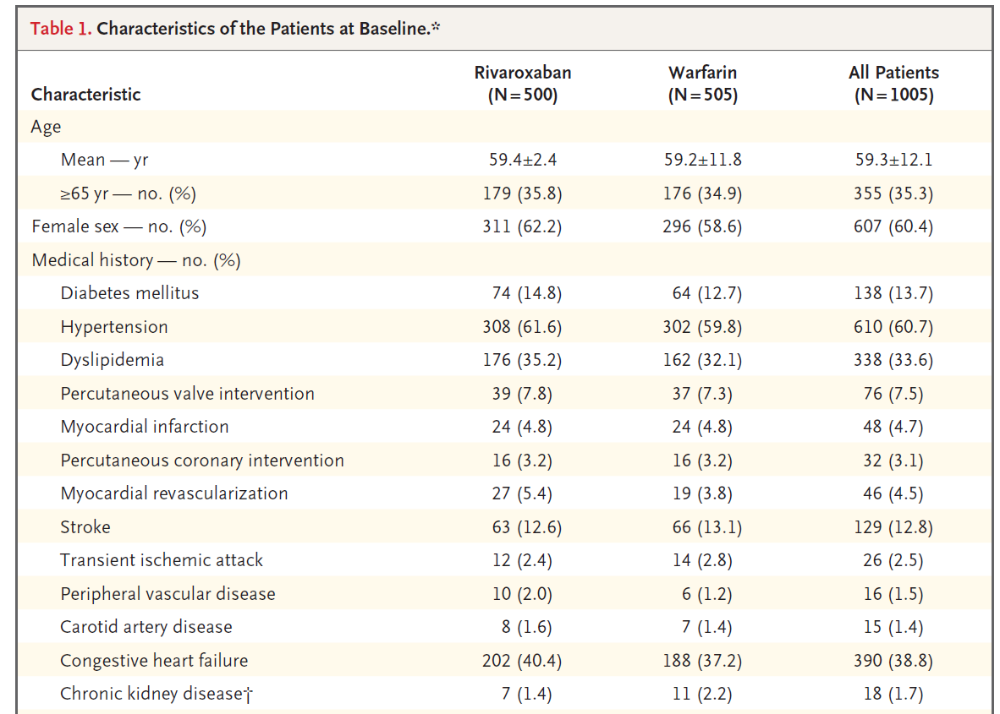 Table 1. Characteristics of the Patients at Baseline.*
Characteristic Rivaroxaban (N=500) Warfarin (N=505) All Patients (N=1005)
Age
Mean — yr 59.4±2.4 59.2±11.8 59.3±12.1
≥65 yr — no. (%) 179 (35.8) 176 (34.9) 355 (35.3)
Female sex — no. (%) 311 (62.2) 296 (58.6) 607 (60.4)
Medical history — no. (%)
Diabetes mellitus 74 (14.8) 64 (12.7) 138 (13.7)
Hypertension 308 (61.6) 302 (59.8) 610 (60.7)
Dyslipidemia 176 (35.2) 162 (32.1) 338 (33.6)
Percutaneous valve intervention 39 (7.8) 37 (7.3) 76 (7.5)
Myocardial infarction 24 (4.8) 24 (4.8) 48 (4.7)
Percutaneous coronary intervention 16 (3.2) 16 (3.2) 32 (3.1)
Myocardial revascularization 27 (5.4) 19 (3.8) 46 (4.5)
Stroke 63 (12.6) 66 (13.1) 129 (12.8)
Transient ischemic attack 12 (2.4) 14 (2.8) 26 (2.5)
Peripheral vascular disease 10 (2.0) 6 (1.2) 16 (1.5)
Carotid artery disease 8 (1.6) 7 (1.4) 15 (1.4)
Congestive heart failure 202 (40.4) 188 (37.2) 390 (38.8)
Chronic kidney disease† 7 (1.4) 11 (2.2) 18 (1.7)